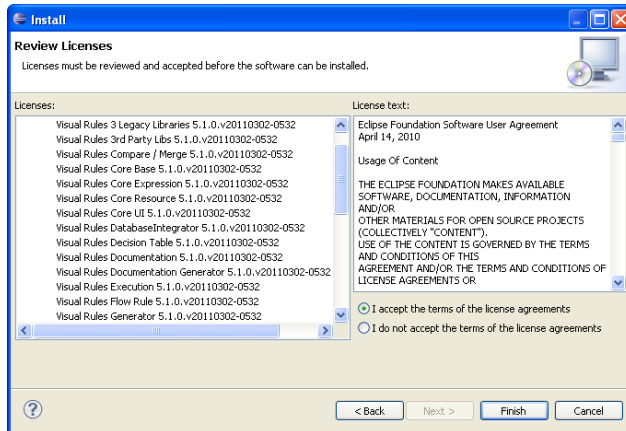 Install
Review Licenses
Licenses must be reviewed and accepted before the software can be installed.
Licenses:
Visual Rules 3 Legacy Libraries 5.1.0.v20110302-0532
Visual Rules 3rd Party Libs 5.1.0.v20110302-0532
Visual Rules Compare / Merge 5.1.0.v20110302-0532
Visual Rules Core Base 5.1.0.v20110302-0532
Visual Rules Core Expression 5.1.0.v20110302-0532
Visual Rules Core Resource 5.1.0.v20110302-0532
Visual Rules Core UI 5.1.0.v20110302-0532
Visual Rules DatabaseIntegrator 5.1.0.v20110302-0532
Visual Rules Decision Table 5.1.0.v20110302-0532
Visual Rules Documentation 5.1.0.v20110302-0532
Visual Rules Documentation Generator 5.1.0.v20110302-0532
Visual Rules Execution 5.1.0.v20110302-0532
Visual Rules Flow Rule 5.1.0.v20110302-0532
Visual Rules Generator 5.1.0.v20110302-0532
License text:
Eclipse Foundation Software User Agreement
April 14, 2010
Usage Of Content
THE ECLIPSE FOUNDATION MAKES AVAILABLE
SOFTWARE, DOCUMENTATION, INFORMATION
AND/OR
OTHER MATERIALS FOR OPEN SOURCE PROJECTS
(COLLECTIVELY "CONTENT").
USE OF THE CONTENT IS GOVERNED BY THE TERMS
AND CONDITIONS OF THIS
AGREEMENT AND/OR THE TERMS AND CONDITIONS OF
LICENSE AGREEMENTS OR
I accept the terms of the license agreements
I do not accept the terms of the license agreements
?
< Back
Next >
Finish
Cancel